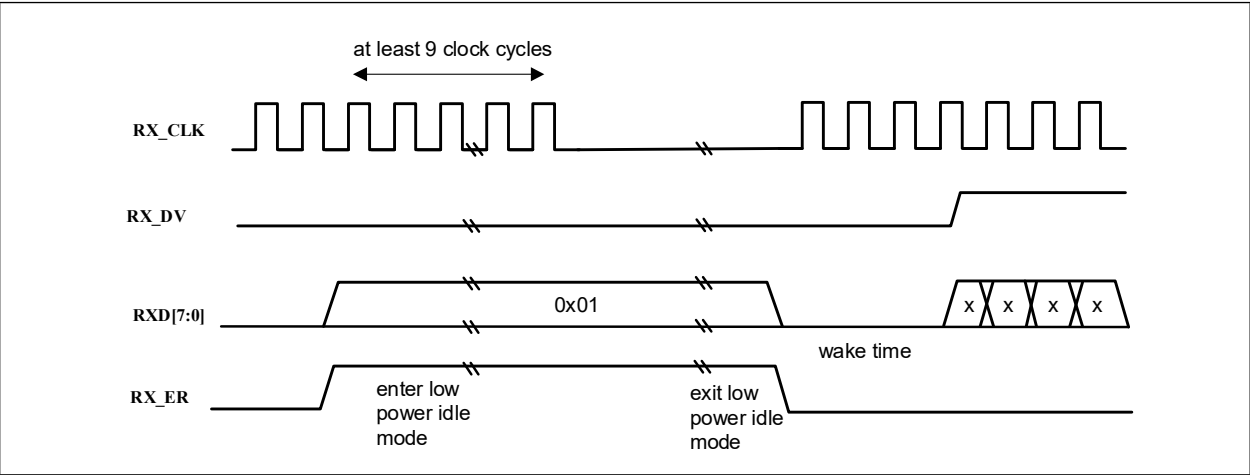 at least 9 clock cycles
RX_CLK
RX_DV
RXD[7:0]
0x01
x x x x
wake time
RX_ER
enter low
power idle
mode
exit low
power idle
mode